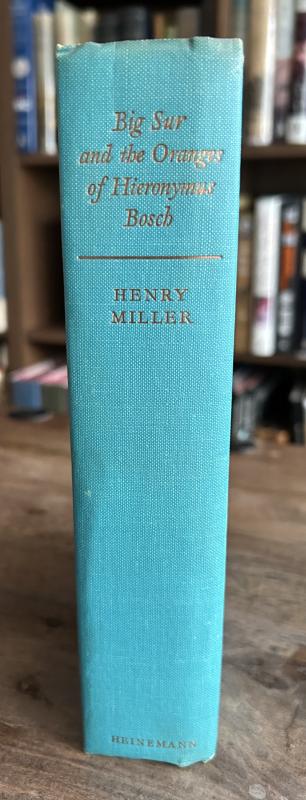 Big Sur
and the Oranges
of Hieronymus
Bosch
HENRY
MILLER
HEINEMANN